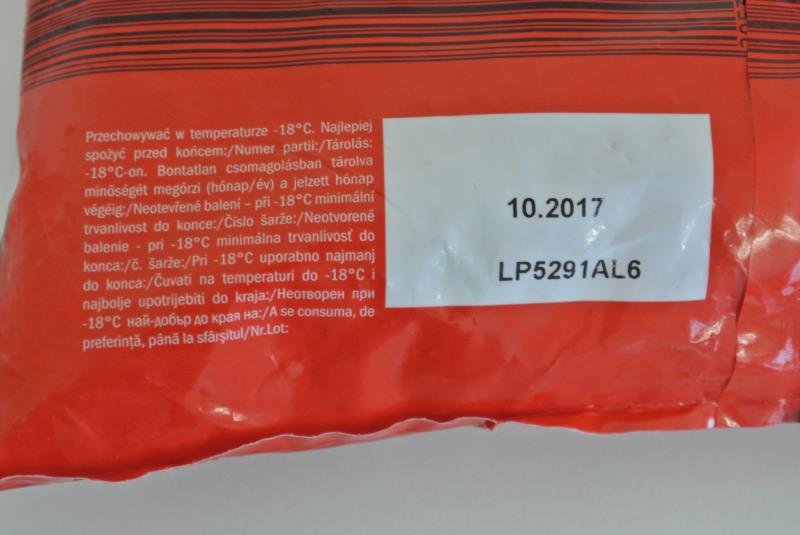 Przechowywać w temperaturze -18°C. Najlepiej
spożyć przed końcem:/Numer partii:/Tárolás:
-18°C-on. Bontatlan csomagolásban tárolva
minőségét megőrzi (hónap/év) a jelzett hónap
végéig:/Neotevřené balení – při -18°C minimální
trvanlivost do konce:/Číslo šarže:/Neotvorené
balenie - pri -18°C minimálna trvanlivosť do
konca:/č. šarže:/Pri -18°C uporabno najmanj
do konca:/Čuvati na temperaturi do -18°C i
najbolje upotrijebiti do kraja:/Неотворен при
-18°C най-добър до края на:/A se consuma, de
preferinţă, până la sfârşitul/Nr.Lot:
10.2017
LP5291AL6